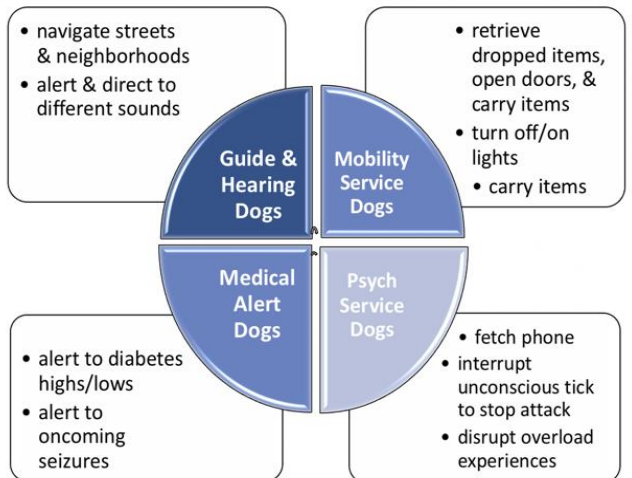 • navigate streets
& neighborhoods
• alert & direct to
different sounds
• retrieve
dropped items,
open doors, &
carry items
• turn off/on
lights
• carry items
Guide &
Hearing
Dogs
Mobility
Service
Dogs
Medical
Alert
Dogs
Psych
Service
Dogs
• alert to diabetes
highs/lows
• alert to
oncoming
seizures
• fetch phone
• interrupt
unconscious tick
to stop attack
• disrupt overload
experiences